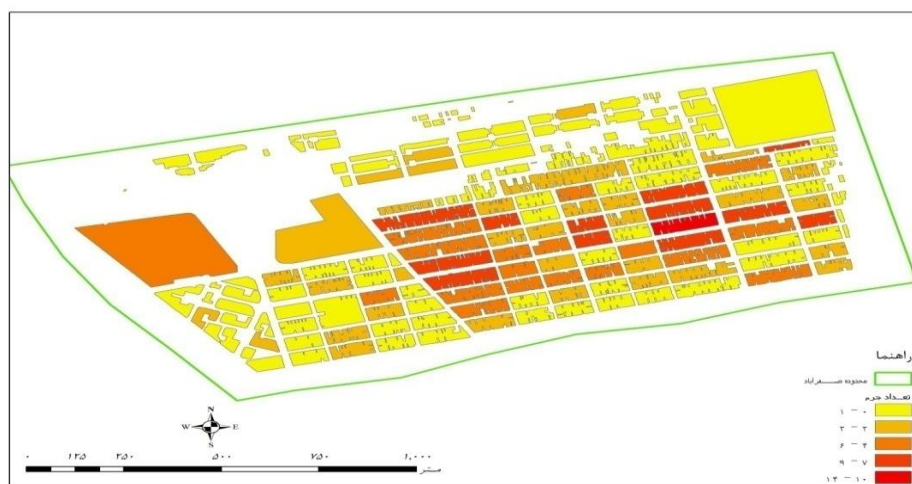 N
W E
S
۰ ۱۲۵ ۲۵۰ ۵۰۰ ۷۵۰ ۱,۰۰۰
متر
راهنما
محدوده صفرآباد
تعداد جرم
۰ – ۱
۲ – ۳
۴ – ۶
۷ – ۹
۱۰ – ۱۴